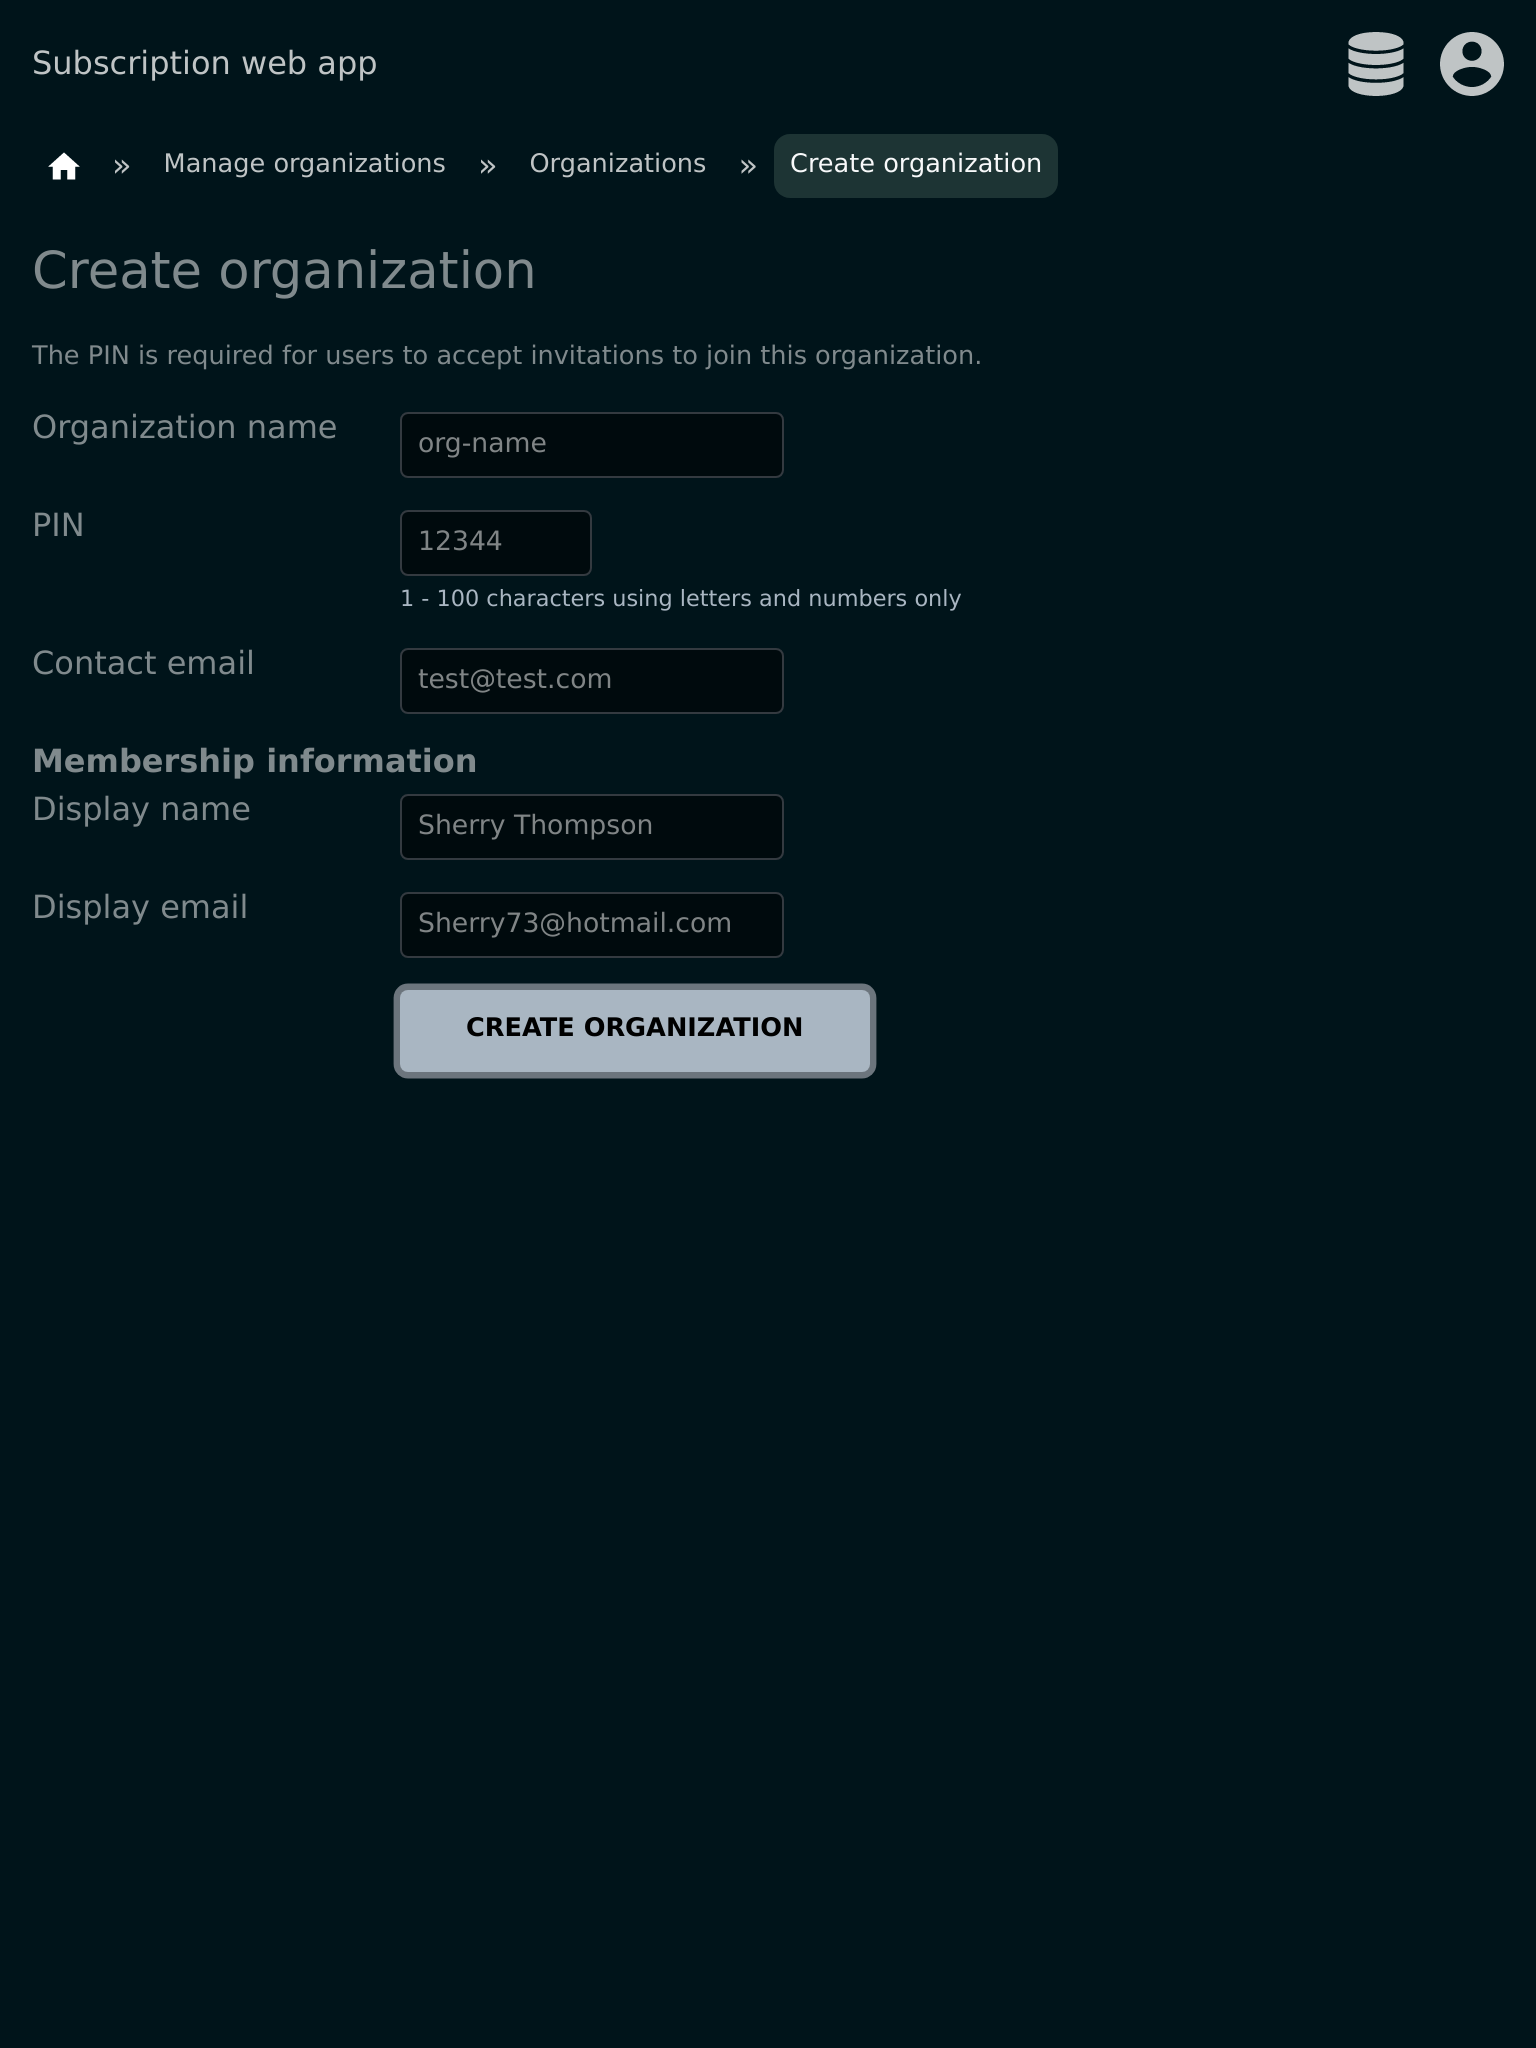 Subscription web app
» Manage organizations » Organizations » Create organization
Create organization
The PIN is required for users to accept invitations to join this organization.
Organization name org-name
PIN 12344
1 - 100 characters using letters and numbers only
Contact email test@test.com
Membership information
Display name Sherry Thompson
Display email Sherry73@hotmail.com
CREATE ORGANIZATION